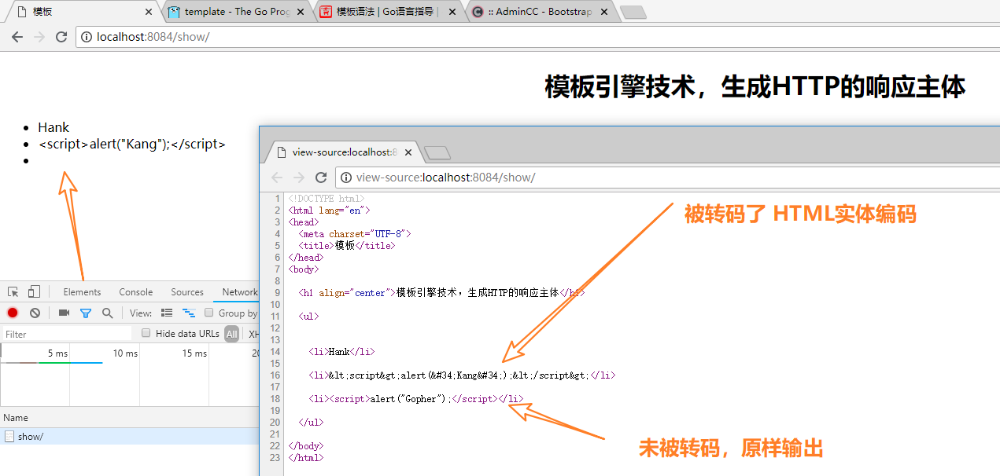 模板
template - The Go Prog
模板语法 | Go语言指导 |
:: AdminCC - Bootstrap
localhost:8084/show/
模板引擎技术，生成HTTP的响应主体
Hank
<script>alert("Kang");</script>
view-source:localhost:8
view-source:localhost:8084/show/
1 <!DOCTYPE html>
2 <html lang="en">
3 <head>
4 <meta charset="UTF-8">
5 <title>模板</title>
6 </head>
7 <body>
8
9 <h1 align="center">模板引擎技术，生成HTTP的响应主体</h1>
10
11 <ul>
12
13
14 <li>Hank</li>
15
16 <li>&lt;script&gt;alert(&#34;Kang&#34;);&lt;/script&gt;</li>
17
18 <li><script>alert("Gopher");</script></li>
19
20 </ul>
21
22 </body>
23 </html>
被转码了 HTML实体编码
未被转码，原样输出
Elements Console Sources Network
View: Group by
Filter Hide data URLs All XH
5 ms 10 ms 15 ms 20
Name
show/